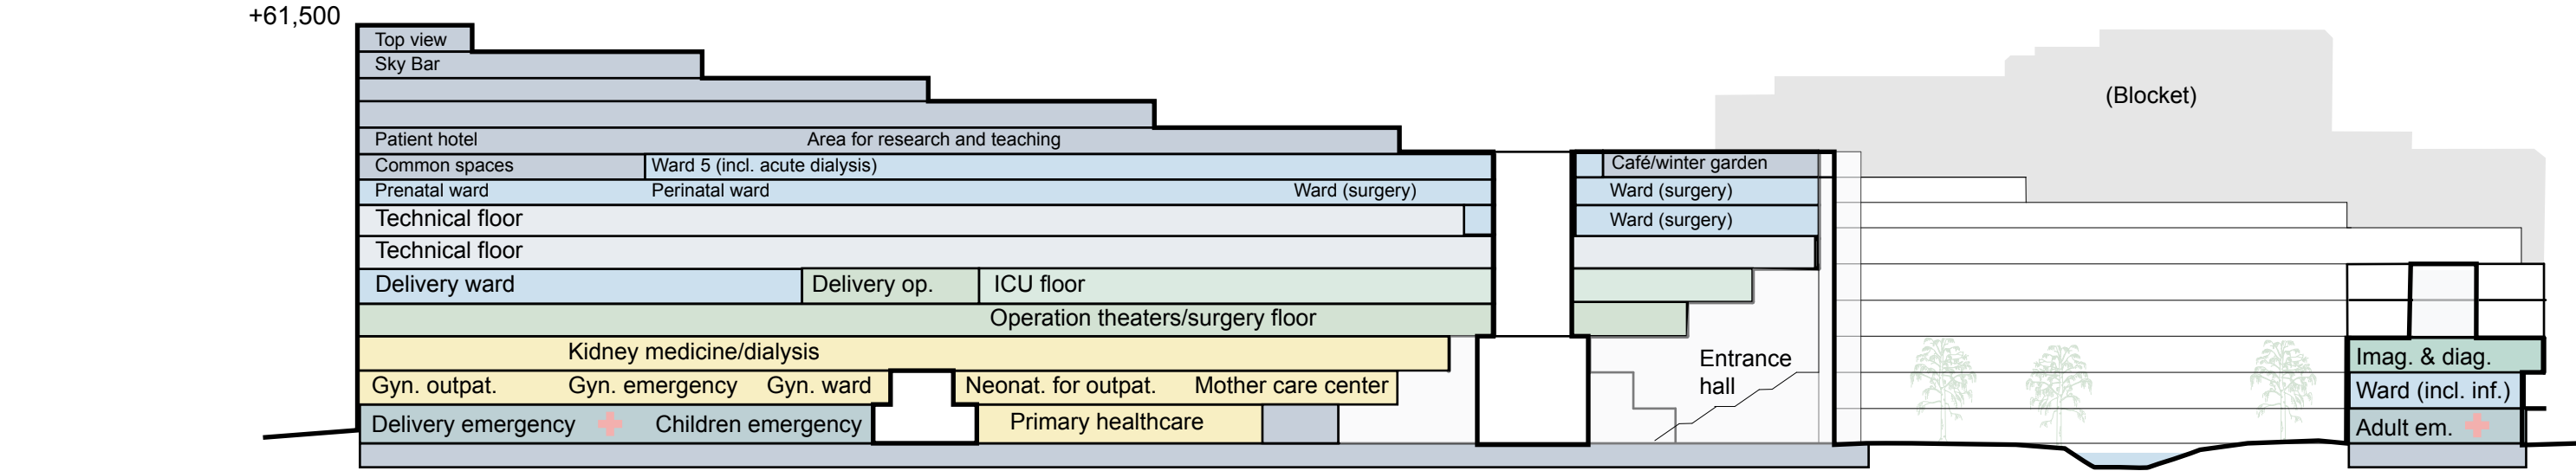 +61,500
Top view
Sky Bar
(Blocket)
Patient hotel Area for research and teaching
Common spaces Ward 5 (incl. acute dialysis) Café/winter garden
Prenatal ward Perinatal ward Ward (surgery) Ward (surgery)
Technical floor Ward (surgery)
Technical floor
Delivery ward Delivery op. ICU floor
Operation theaters/surgery floor
Kidney medicine/dialysis Entrance Imag. & diag.
Gyn. outpat. Gyn. emergency Gyn. ward Neonat. for outpat. Mother care center hall Ward (incl. inf.)
Delivery emergency Children emergency Primary healthcare Adult em.